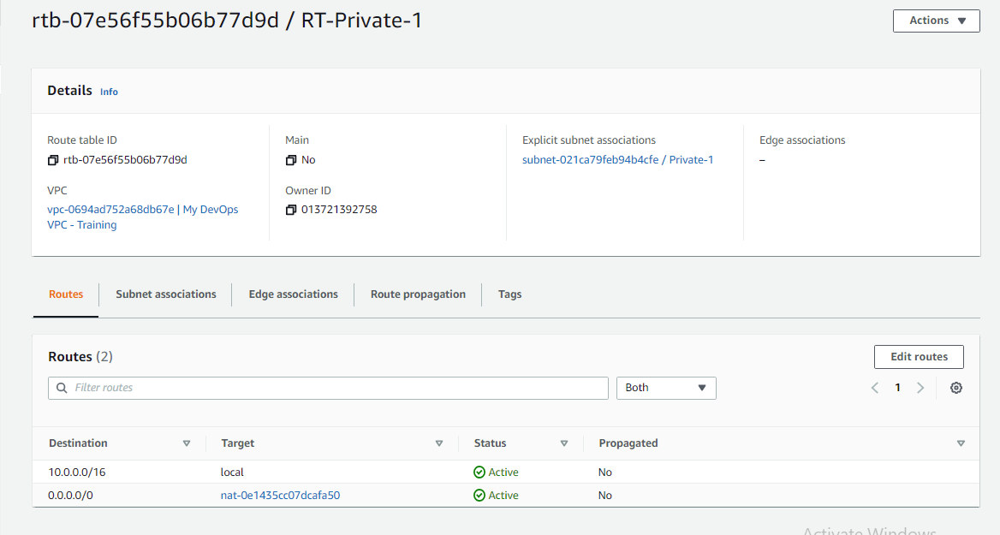 rtb-07e56f55b06b77d9d / RT-Private-1
Actions
Details Info
Route table ID
rtb-07e56f55b06b77d9d
Main
No
Explicit subnet associations
subnet-021ca79feb94b4cfe / Private-1
Edge associations
–
VPC
vpc-0694ad752a68db67e | My DevOps
VPC - Training
Owner ID
013721392758
Routes Subnet associations Edge associations Route propagation Tags
Routes (2)
Edit routes
Filter routes
Both
1
Destination Target Status Propagated
10.0.0.0/16 local Active No
0.0.0.0/0 nat-0e1435cc07dcafa50 Active No
Activate Windows